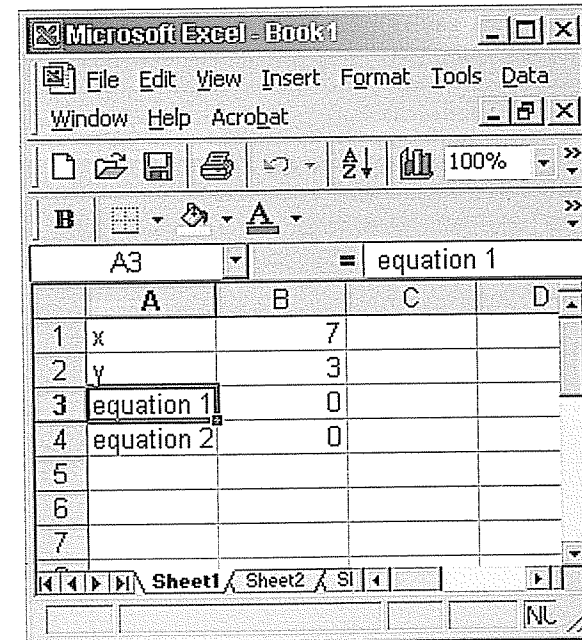 Microsoft Excel - Book1
File Edit View Insert Format Tools Data
Window Help Acrobat
100%
B A
A3 = equation 1
A B C D
1 x 7
2 y 3
3 equation 1 0
4 equation 2 0
5
6
7
Sheet1 Sheet2 Sl
NU